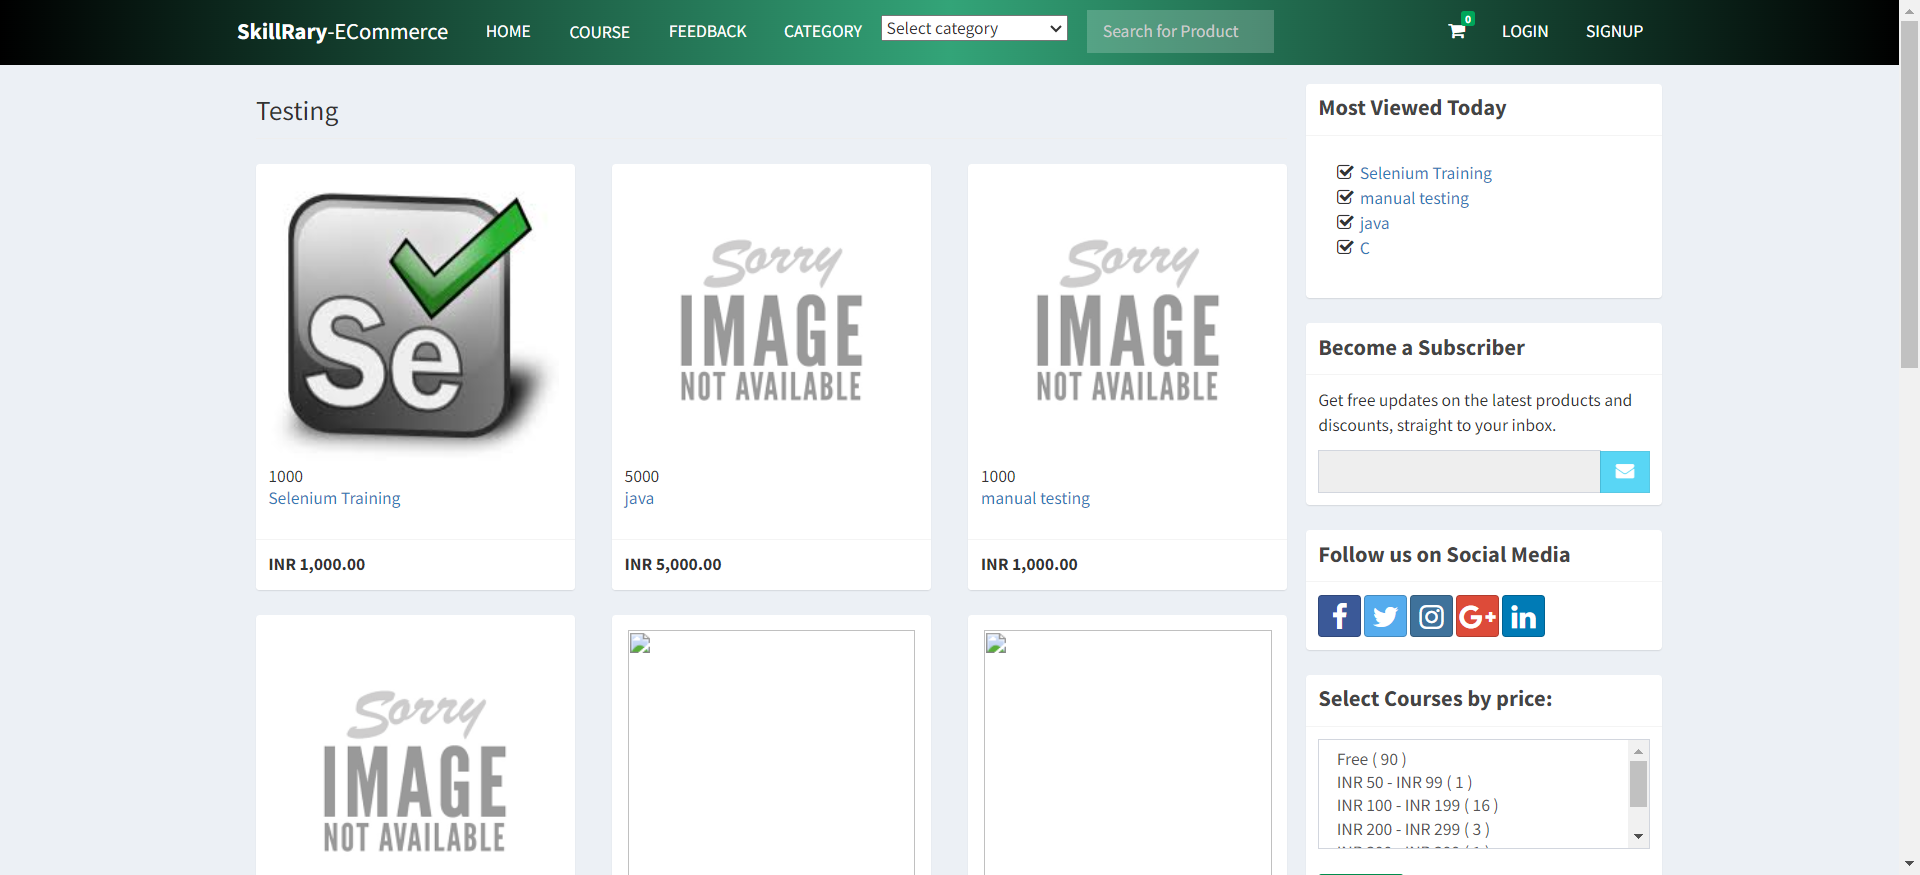 SkillRary-ECommerce HOME COURSE FEEDBACK CATEGORY Select category Search for Product 0 LOGIN SIGNUP
Testing
Se
1000
Selenium Training
INR 1,000.00
Sorry
IMAGE
NOT AVAILABLE
5000
java
INR 5,000.00
Sorry
IMAGE
NOT AVAILABLE
1000
manual testing
INR 1,000.00
Sorry
IMAGE
NOT AVAILABLE
Most Viewed Today
Selenium Training
manual testing
java
C
Become a Subscriber
Get free updates on the latest products and
discounts, straight to your inbox.
Follow us on Social Media
f G+ in
Select Courses by price:
Free ( 90 )
INR 50 - INR 99 ( 1 )
INR 100 - INR 199 ( 16 )
INR 200 - INR 299 ( 3 )